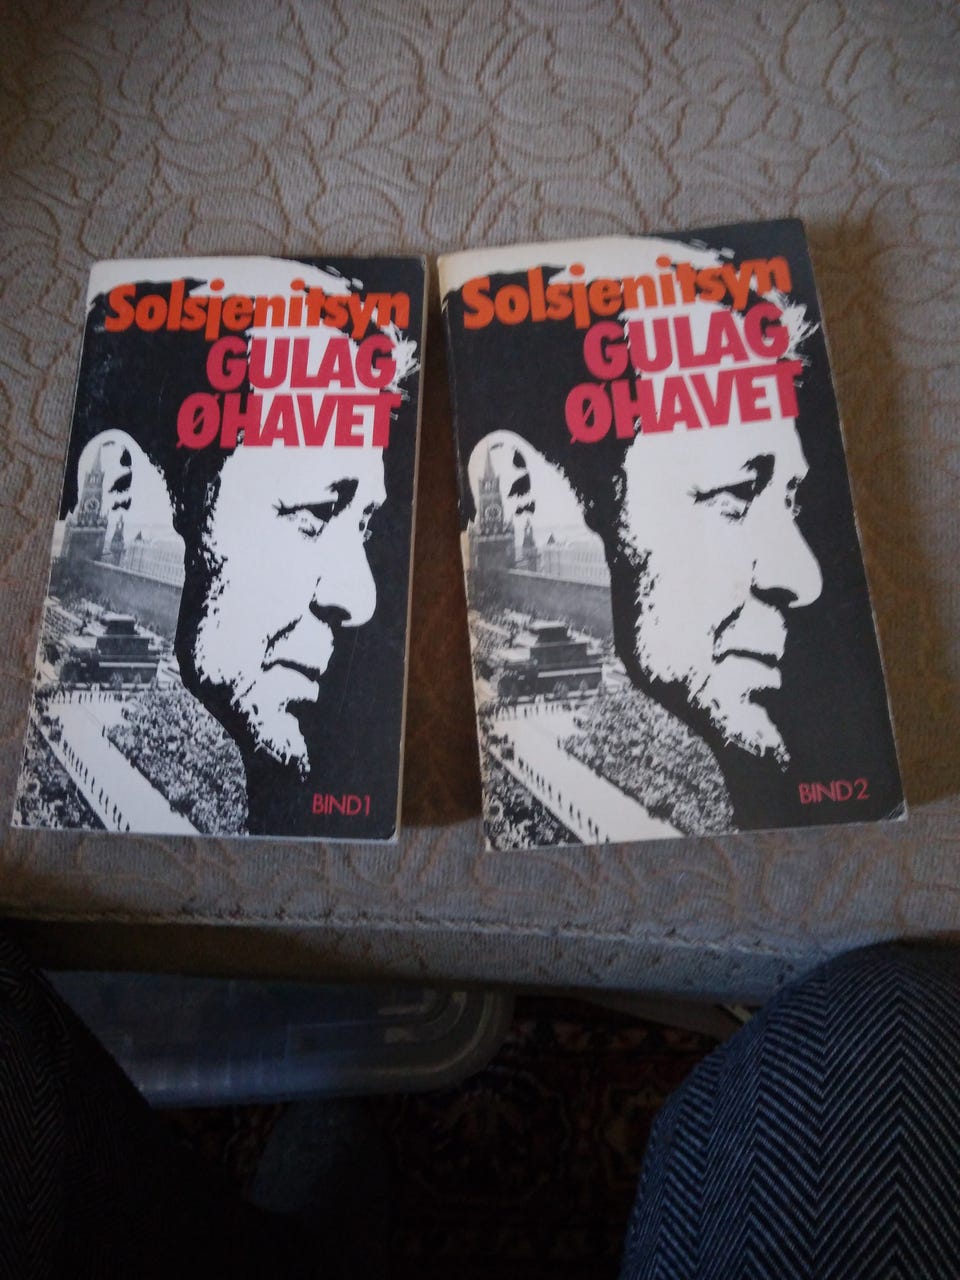 Solsjenitsyn
GULAG
ØHAVET
BIND 1
Solsjenitsyn
GULAG
ØHAVET
BIND 2